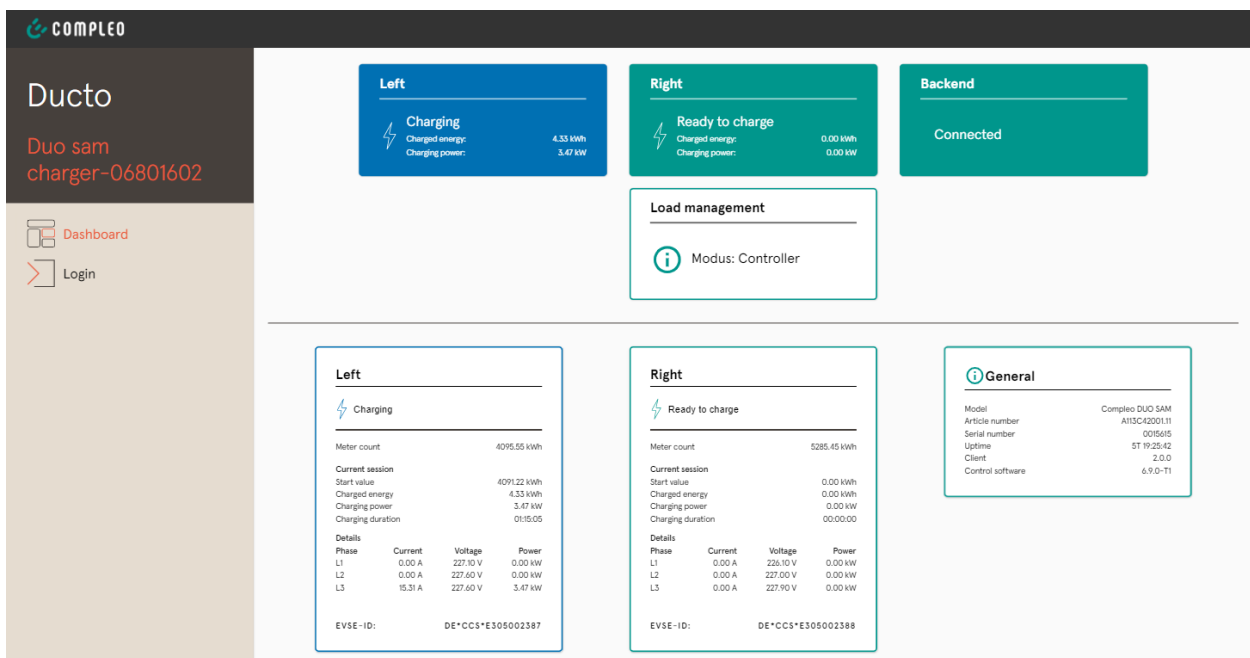 COMPLEO
Ducto
Duo sam
charger-06801602
Dashboard
Login
Left
Charging
Charged energy: 4.33 kWh
Charging power: 3.47 kW
Right
Ready to charge
Charged energy: 0.00 kWh
Charging power: 0.00 kW
Backend
Connected
Load management
Modus: Controller
Left
Charging
Meter count 4095.55 kWh
Current session
Start value 4091.22 kWh
Charged energy 4.33 kWh
Charging power 3.47 kW
Charging duration 01:15:05
Details
Phase Current Voltage Power
L1 0.00 A 227.10 V 0.00 kW
L2 0.00 A 227.60 V 0.00 kW
L3 15.31 A 227.60 V 3.47 kW
EVSE-ID: DE*CCS*E305002387
Right
Ready to charge
Meter count 5285.45 kWh
Current session
Start value 0.00 kWh
Charged energy 0.00 kWh
Charging power 0.00 kW
Charging duration 00:00:00
Details
Phase Current Voltage Power
L1 0.00 A 226.10 V 0.00 kW
L2 0.00 A 227.00 V 0.00 kW
L3 0.00 A 227.90 V 0.00 kW
EVSE-ID: DE*CCS*E305002388
General
Model Compleo DUO SAM
Article number A113C42001.11
Serial number 0015615
Uptime 5T 19:25:42
Client 2.0.0
Control software 6.9.0-T1